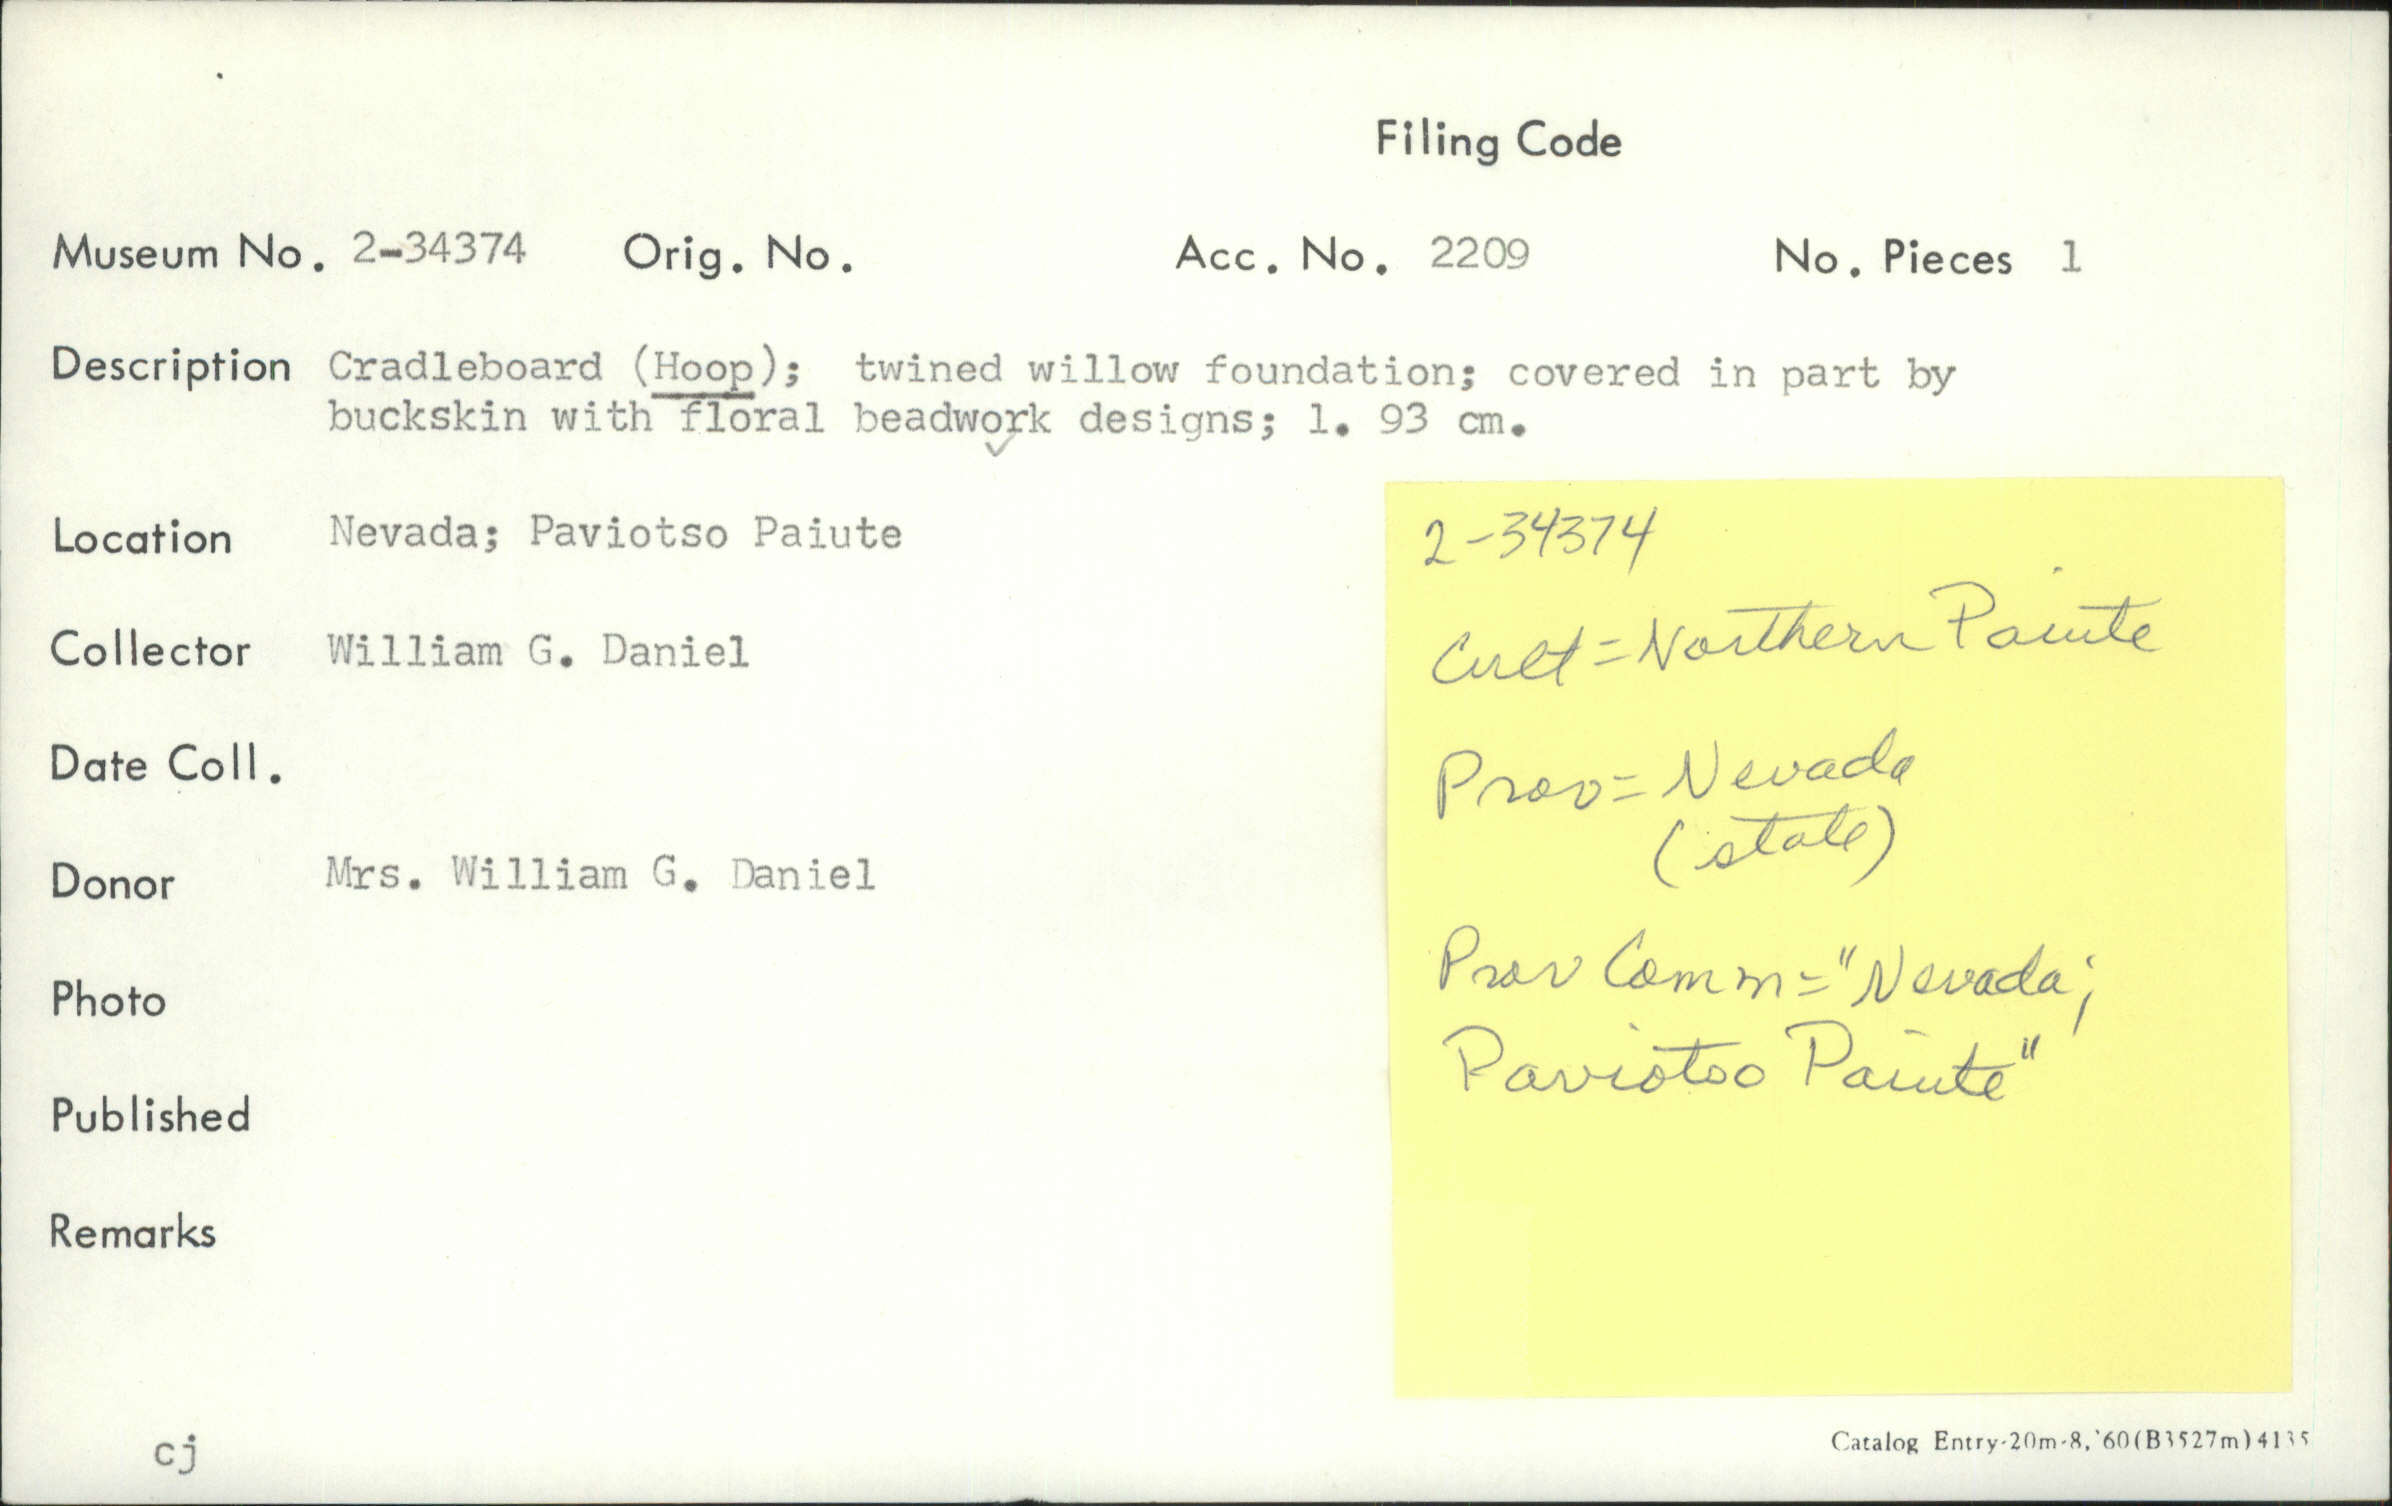 Filing Code
Museum No. 2-34374 Orig. No. Acc. No. 2209 No. Pieces 1
Description Cradleboard (Hoop); twined willow foundation; covered in part by
buckskin with floral beadwork designs; l. 93 cm.
Location Nevada; Paviotso Paiute
Collector William G. Daniel
Date Coll.
Donor Mrs. William G. Daniel
Photo
Published
Remarks
cj
2-34374
Cult=Northern Paiute
Prov=Nevada
(state)
Prov Comm="Nevada;
Paviotso Paiute"
Catalog Entry-20m-8,'60(B3527m)4135